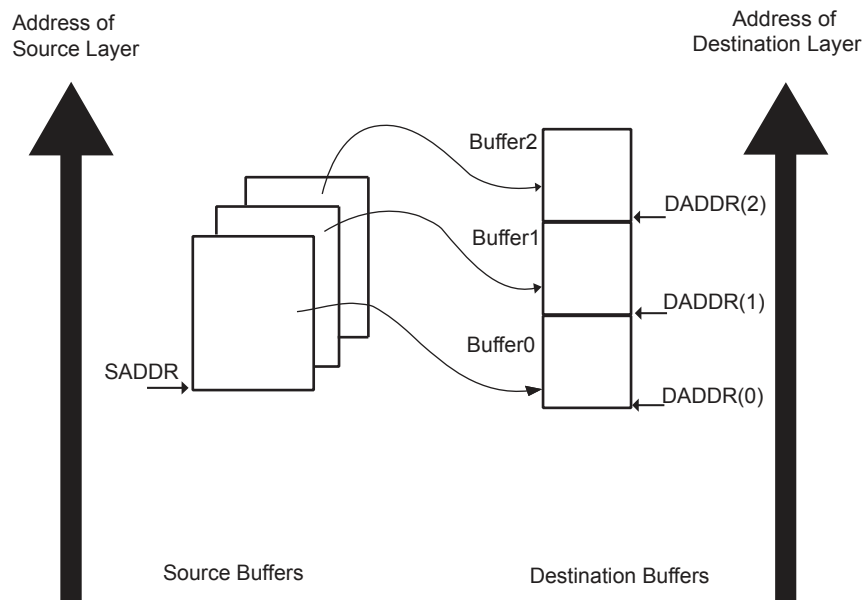 Address of
Source Layer
Address of
Destination Layer
Buffer2
DADDR(2)
Buffer1
DADDR(1)
Buffer0
SADDR
DADDR(0)
Source Buffers
Destination Buffers